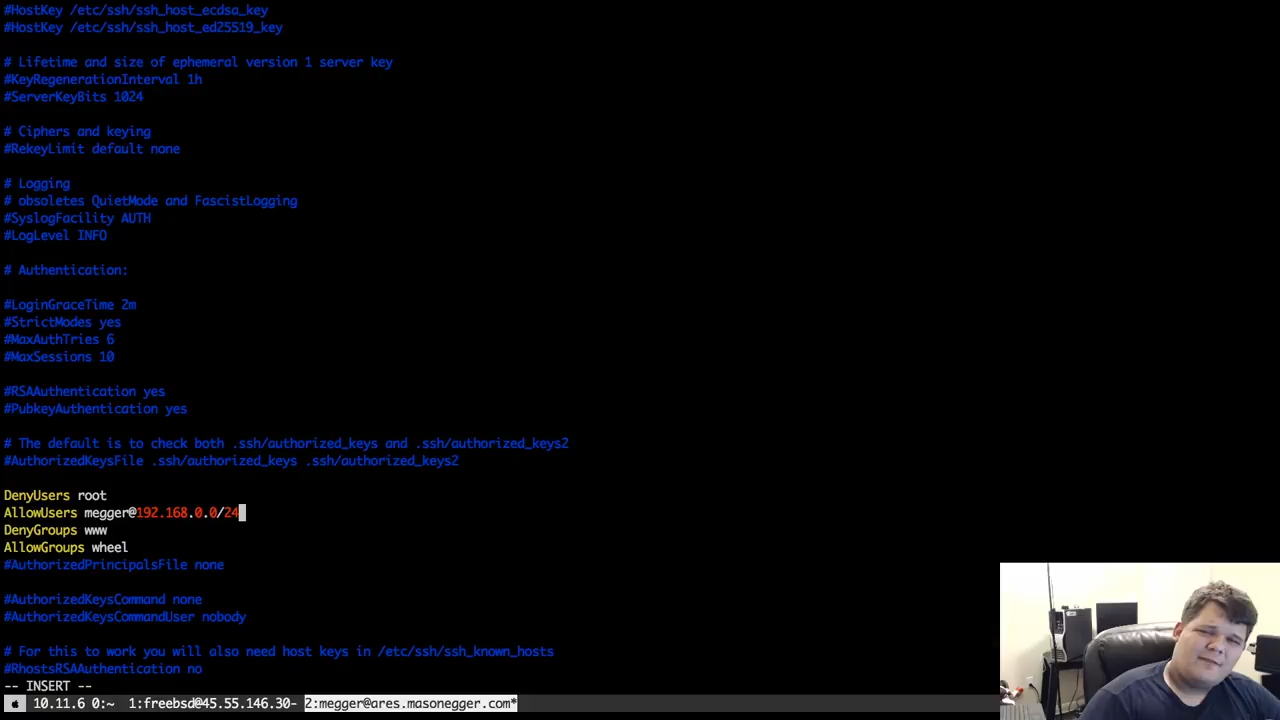 #HostKey /etc/ssh/ssh_host_ecdsa_key
#HostKey /etc/ssh/ssh_host_ed25519_key
# Lifetime and size of ephemeral version 1 server key
#KeyRegenerationInterval 1h
#ServerKeyBits 1024
# Ciphers and keying
#RekeyLimit default none
# Logging
# obsoletes QuietMode and FascistLogging
#SyslogFacility AUTH
#LogLevel INFO
# Authentication:
#LoginGraceTime 2m
#StrictModes yes
#MaxAuthTries 6
#MaxSessions 10
#RSAAuthentication yes
#PubkeyAuthentication yes
# The default is to check both .ssh/authorized_keys and .ssh/authorized_keys2
#AuthorizedKeysFile .ssh/authorized_keys .ssh/authorized_keys2
DenyUsers root
AllowUsers megger@192.168.0.0/24
DenyGroups www
AllowGroups wheel
#AuthorizedPrincipalsFile none
#AuthorizedKeysCommand none
#AuthorizedKeysCommandUser nobody
# For this to work you will also need host keys in /etc/ssh/ssh_known_hosts
#RhostsRSAAuthentication no
-- INSERT --
10.11.6 0:~ 1:freebsd@45.55.146.30- 2:megger@ares.masonegger.com*